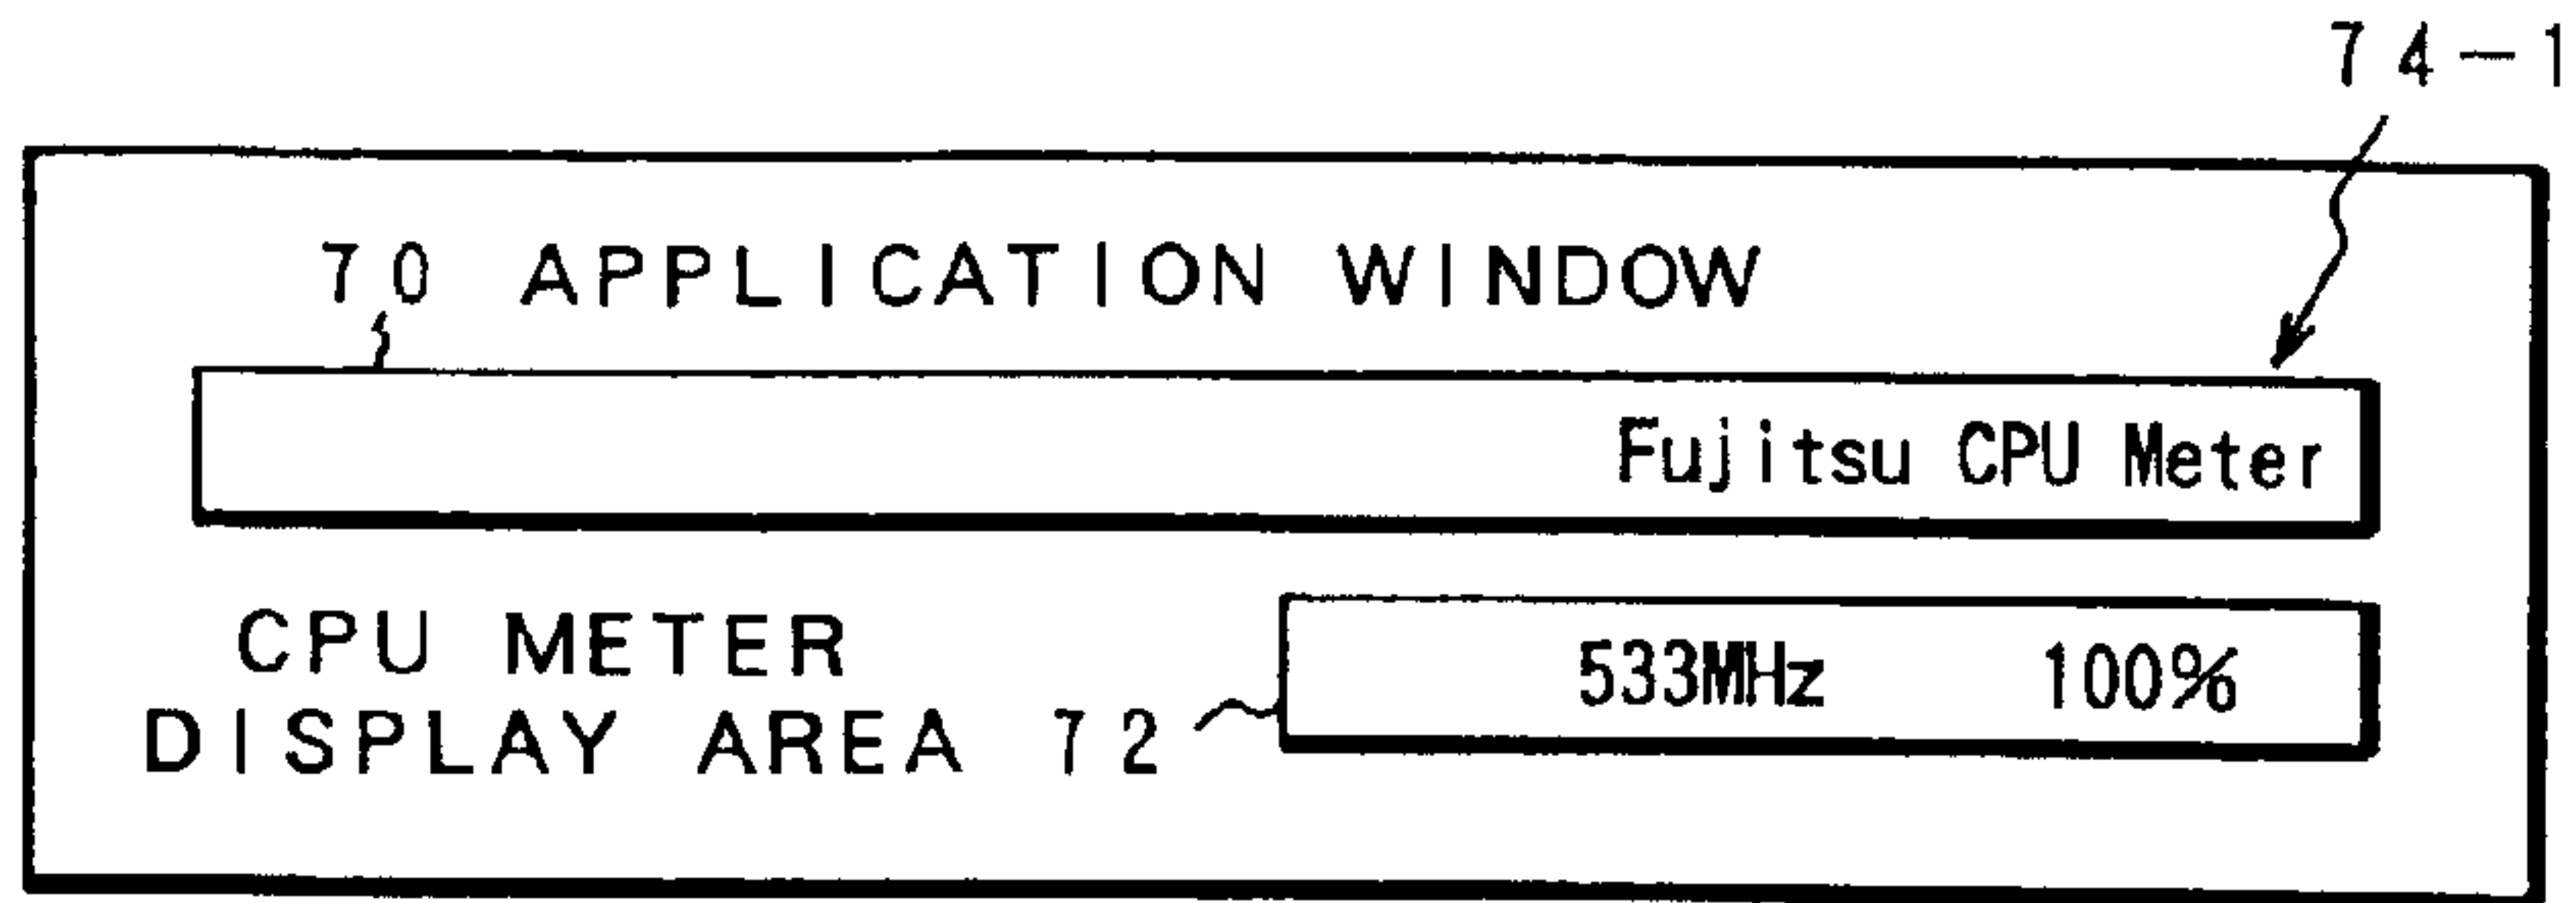 74-1
70 APPLICATION WINDOW
Fujitsu CPU Meter
CPU METER
DISPLAY AREA 72
533MHz 100%